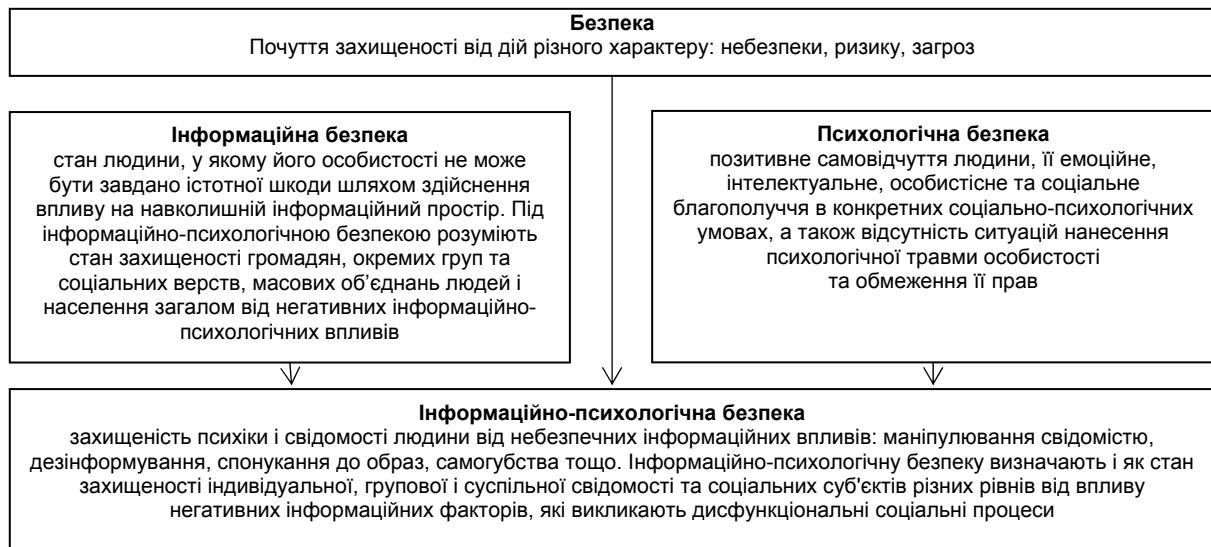 Безпека
Почуття захищеності від дій різного характеру: небезпеки, ризику, загроз
Інформаційна безпека
стан людини, у якому його особистості не може
бути завдано істотної шкоди шляхом здійснення
впливу на навколишній інформаційний простір. Під
інформаційно-психологічною безпекою розуміють
стан захищеності громадян, окремих груп та
соціальних верств, масових об’єднань людей і
населення загалом від негативних інформаційно-
психологічних впливів
Психологічна безпека
позитивне самовідчуття людини, її емоційне,
інтелектуальне, особистісне та соціальне
благополуччя в конкретних соціально-психологічних
умовах, а також відсутність ситуацій нанесення
психологічної травми особистості
та обмеження її прав
Інформаційно-психологічна безпека
захищеність психіки і свідомості людини від небезпечних інформаційних впливів: маніпулювання свідомістю,
дезінформування, спонукання до образ, самогубства тощо. Інформаційно-психологічну безпеку визначають і як стан
захищеності індивідуальної, групової і суспільної свідомості та соціальних суб'єктів різних рівнів від впливу
негативних інформаційних факторів, які викликають дисфункціональні соціальні процеси